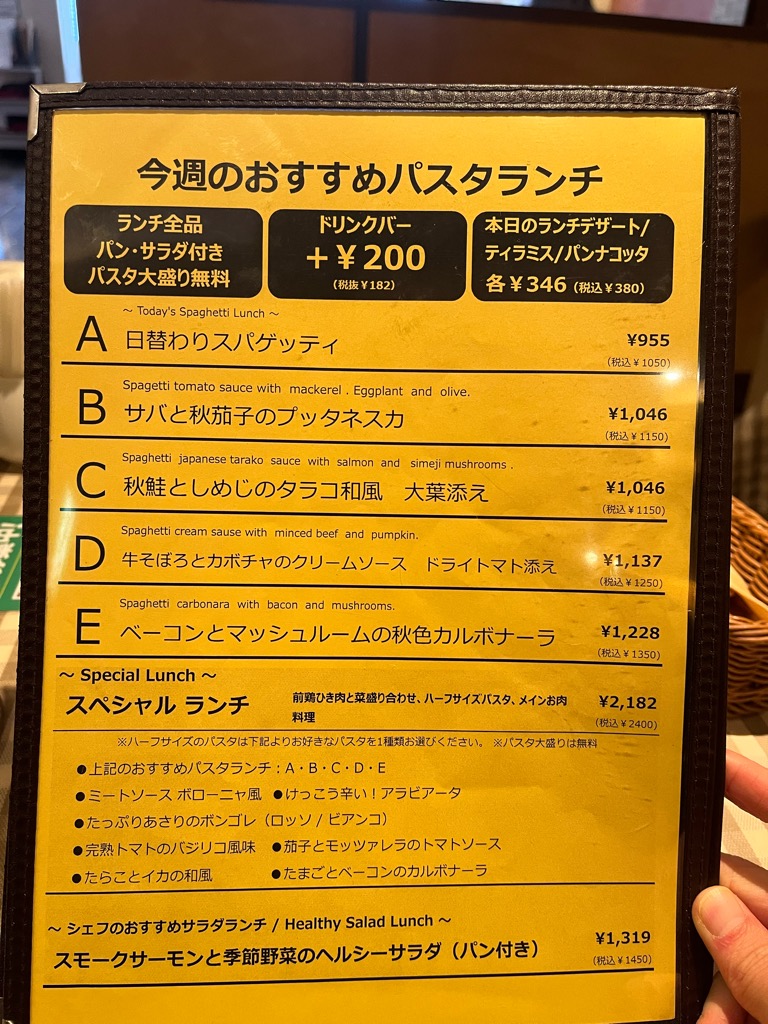 今週のおすすめパスタランチ
ランチ全品
パン・サラダ付き
パスタ大盛り無料
ドリンクバー
+¥200
(税抜¥182)
本日のランチデザート/
ティラミス/パンナコッタ
各¥346 (税込¥380)
～ Today's Spaghetti Lunch ～
A 日替わりスパゲッティ ¥955
(税込¥1050)
Spagetti tomato sauce with mackerel . Eggplant and olive.
B サバと秋茄子のプッタネスカ ¥1,046
(税込¥1150)
Spaghetti japanese tarako sauce with salmon and simeji mushrooms .
C 秋鮭としめじのタラコ和風 大葉添え ¥1,046
(税込¥1150)
Spaghetti cream sause with minced beef and pumpkin.
D 牛そぼろとカボチャのクリームソース ドライトマト添え ¥1,137
(税込¥1250)
Spaghetti carbonara with bacon and mushrooms.
E ベーコンとマッシュルームの秋色カルボナーラ ¥1,228
(税込¥1350)
～ Special Lunch ～
スペシャル ランチ 前鶏ひき肉と菜盛り合わせ、ハーフサイズパスタ、メインお肉 ¥2,182
料理 (税込¥2400)
※ハーフサイズのパスタは下記よりお好きなパスタを1種類お選びください。 ※パスタ大盛りは無料
●上記のおすすめパスタランチ：A・B・C・D・E
●ミートソース ボローニャ風 ●けっこう辛い！アラビアータ
●たっぷりあさりのボンゴレ（ロッソ / ビアンコ）
●完熟トマトのバジリコ風味 ●茄子とモッツァレラのトマトソース
●たらことイカの和風 ●たまごとベーコンのカルボナーラ
～ シェフのおすすめサラダランチ / Healthy Salad Lunch ～
スモークサーモンと季節野菜のヘルシーサラダ（パン付き） ¥1,319
(税込¥1450)